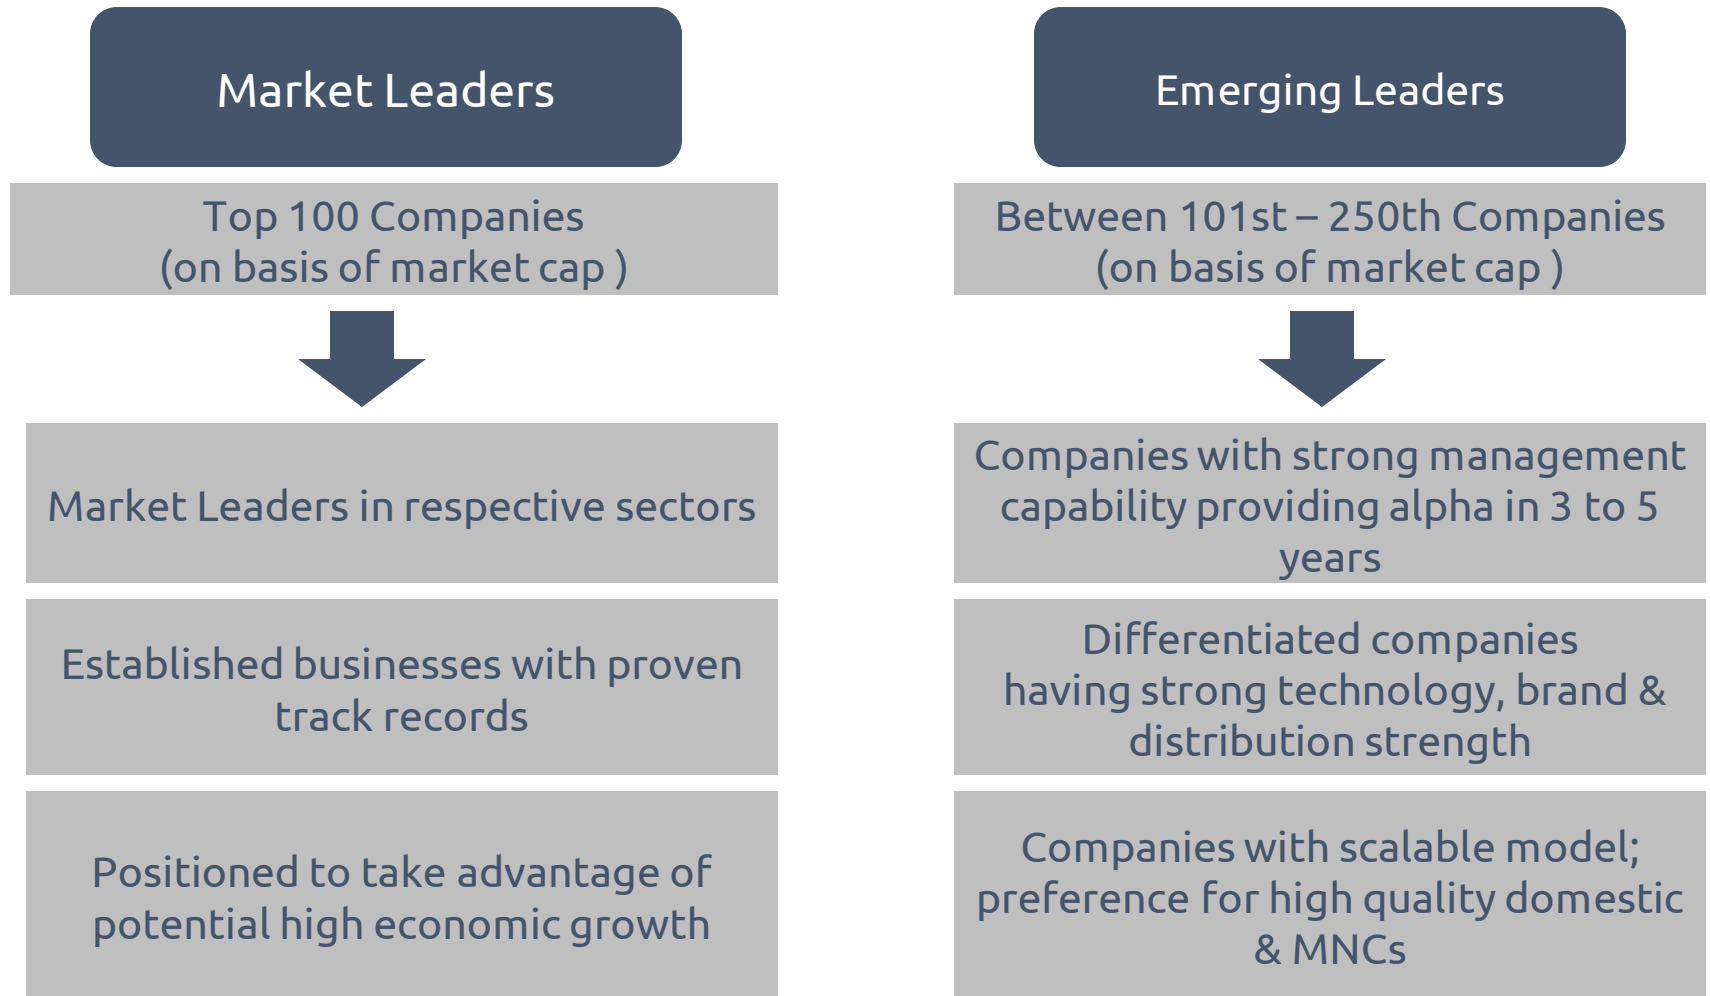 Market Leaders
Top 100 Companies
(on basis of market cap )
Market Leaders in respective sectors
Established businesses with proven
track records
Positioned to take advantage of
potential high economic growth
Emerging Leaders
Between 101st – 250th Companies
(on basis of market cap )
Companies with strong management
capability providing alpha in 3 to 5
years
Differentiated companies
having strong technology, brand &
distribution strength
Companies with scalable model;
preference for high quality domestic
& MNCs